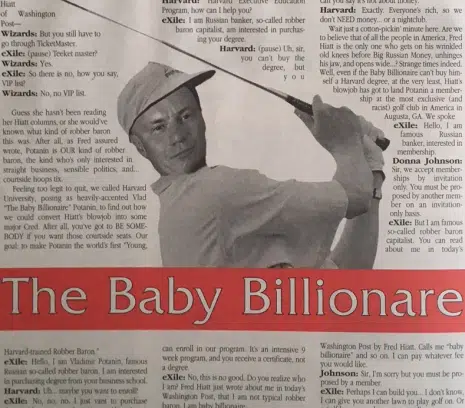 Hiatt
of Washington
Post—
Wizards: But you still have to
go through TicketMaster.
eXile: (pause) Teeket master?
Wizards: Yes.
eXile: So there is no, how you say,
VIP list?
Wizards: No, no VIP list.
Guess she hasn't been reading
her Hiatt columns, or she would've
known what kind of robber baron
this was. After all, as Fred assured
wrote, Potanin is OUR kind of robber
baron, the kind who's only interested in
straight business, sensible politics, and...
courtside hoops tix.
Feeling too legit to quit, we called Harvard
University, posing as heavily-accented Vlad
"The Baby Billionaire" Potanin, to find out how
we could convert Hiatt's blowjob into some
major Cred. After all, you've got to BE SOME-
BODY if you want those courtside seats. Our
goal: to make Potanin the world's first "Young,
Harvard: Harvard Executive Education
Program, how can I help you?
eXile: I am Russian banker, so-called robber
baron capitalist, am interested in purchas-
ing your degree.
Harvard: (pause) Uh, sir,
you can't buy the
degree, but
you
Harvard: Exactly. Everyone's rich, so we
don't NEED money... or a nightclub.
Wait just a cotton-pickin' minute here. Are we
to believe that of all the people in America, Fred
Hiatt is the only one who gets on his wrinkled
old knees before Big Russian Money, unhinges
his jaw, and opens wide...? Strange times indeed.
Well, even if the Baby Billionaire can't buy him-
self a Harvard degree, at the very least, Hiatt's
blowjob has got to land Potanin a member-
ship at the most exclusive (and
racist) golf club in America in
Augusta, GA. We spoke
eXile: Hello, I am
famous Russian
banker, interested in
membership.
Donna Johnson:
Sir, we accept mem-
berships by invitation
only. You must be pro-
posed by another mem-
ber on an invitation-
only basis.
eXile: But I am famous
so-called robber baron
capitalist. You can read
about me in today's
The Baby Billionare
Harvard-trained Robber Baron."
eXile: Hello, I am Vladimir Potanin, famous
Russian so-called robber baron. I am interested
in purchasing degree from your business school.
Harvard: Uh... maybe you want to enroll?
eXile: No, no, no. I just vans to purchase
can enroll in our program. It's an intensive 9
week program, and you receive a certificate, not
a degree.
eXile: No, this is no good. Do you realize who
I am? Fred Hiatt just wrote about me in today's
Washington Post, that I am not typical robber
baron. I am baby billionaire
Washington Post by Fred Hiatt. Calls me "baby
billionaire" and so on. I can pay whatever for
you would like.
Johnson: Sir, I'm sorry but you must be pro-
posed by a member.
eXile: Perhaps I can build you... I don't know.
I can give you another lawn to play golf on. Or